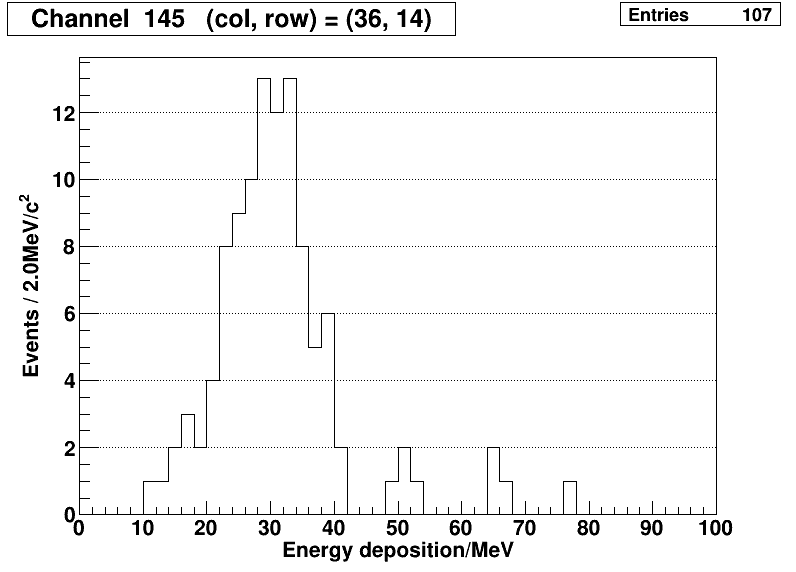 Channel 145 (col, row) = (36, 14)
Entries 107
Events / 2.0MeV/c²
12
10
8
6
4
2
0
0 10 20 30 40 50 60 70 80 90 100
Energy deposition/MeV